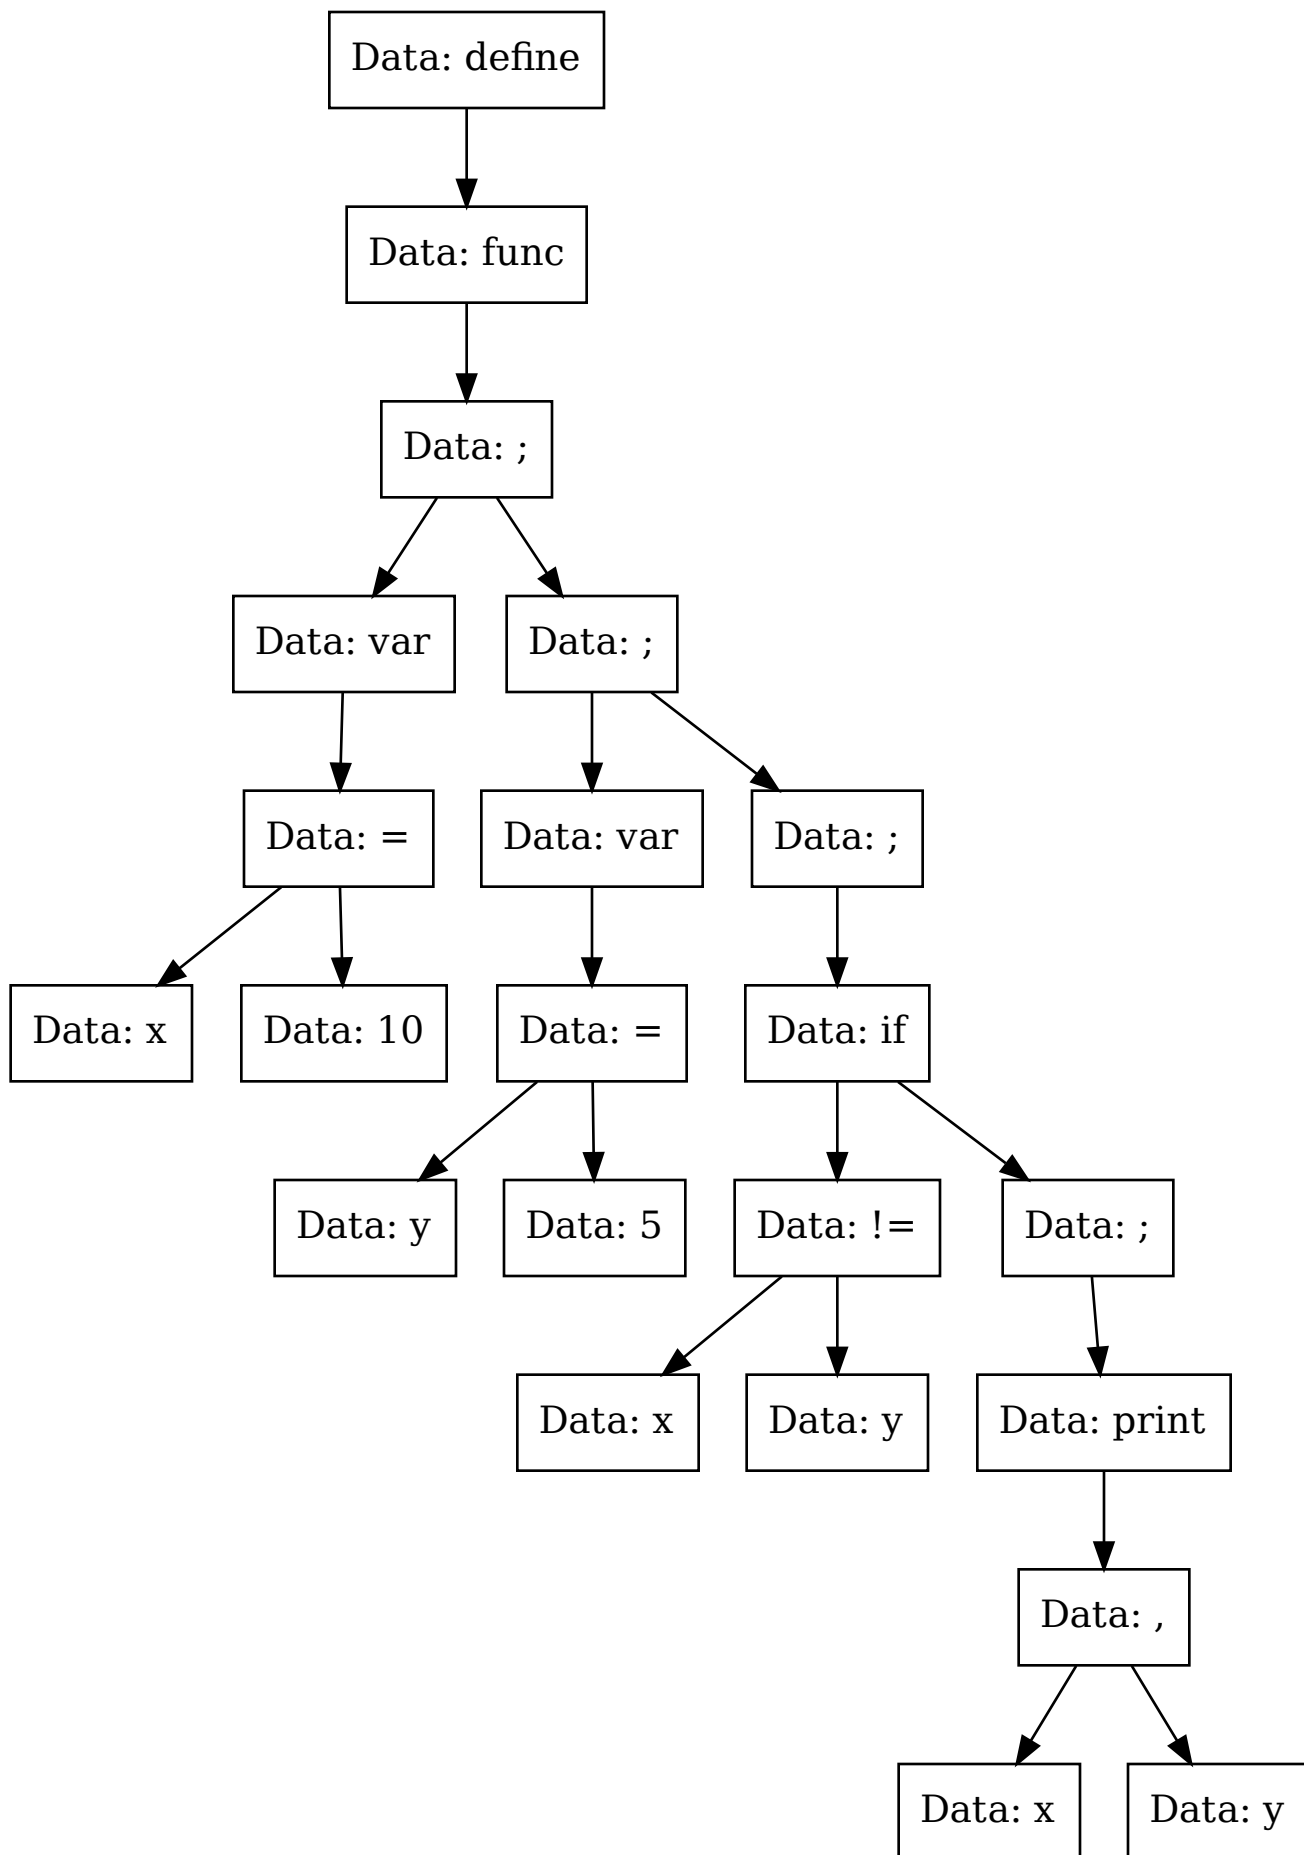 Data: define
Data: func
Data: ;
Data: var
Data: ;
Data: =
Data: var
Data: ;
Data: x
Data: 10
Data: =
Data: if
Data: y
Data: 5
Data: !=
Data: ;
Data: x
Data: y
Data: print
Data: ,
Data: x
Data: y